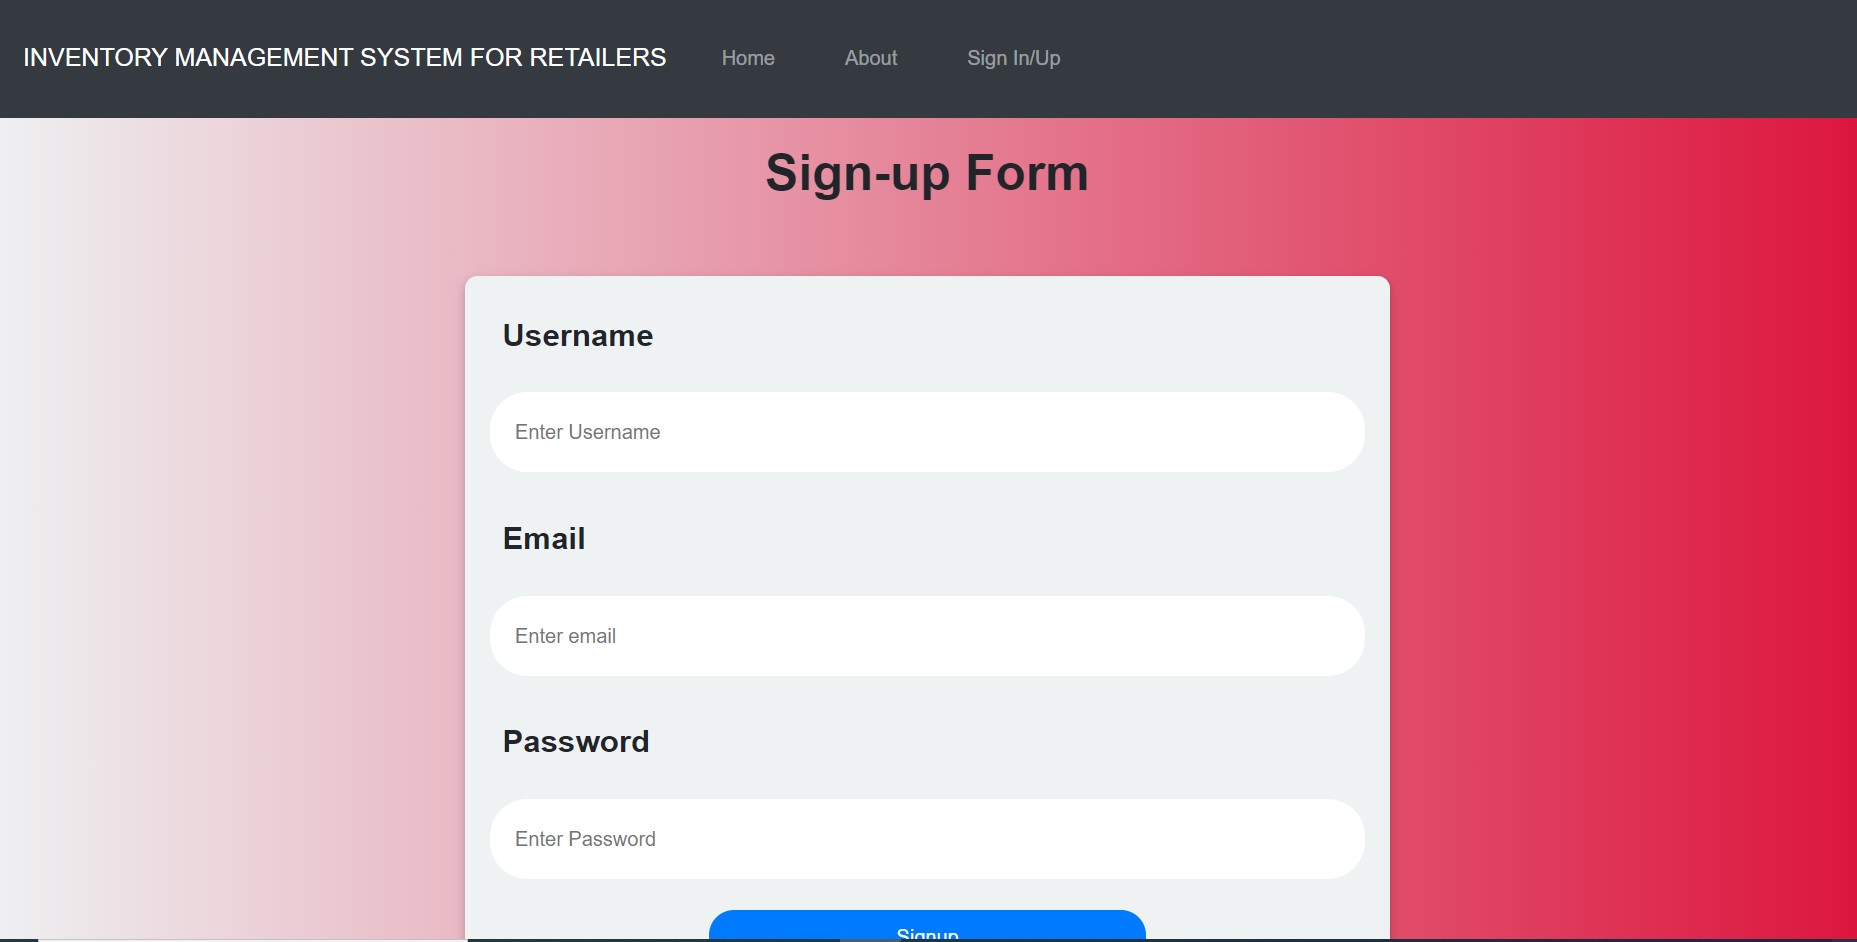 INVENTORY MANAGEMENT SYSTEM FOR RETAILERS Home About Sign In/Up
Sign-up Form
Username
Enter Username
Email
Enter email
Password
Enter Password
Signup